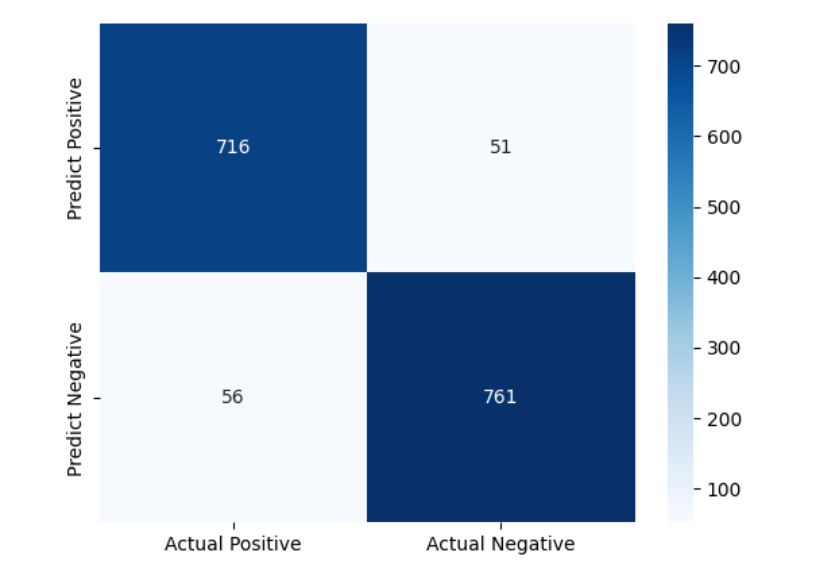 Predict Positive
716
51
Predict Negative
56
761
Actual Positive
Actual Negative
700
600
500
400
300
200
100